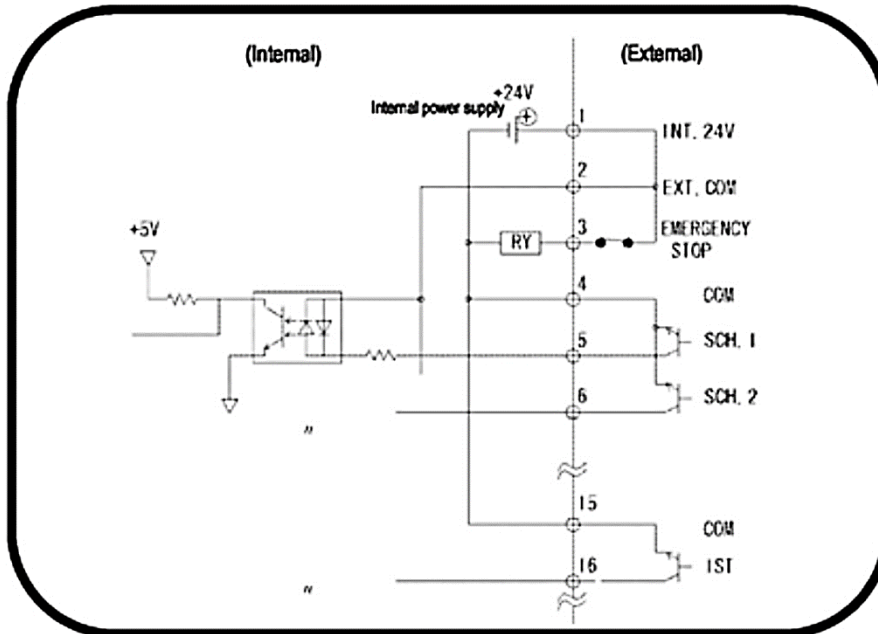 (Internal) (External)
+24V
Internal power supply
1 INT. 24V
2 EXT. COM
+5V
3 EMERGENCY
RY STOP
4 COM
5 SCH. 1
6 SCH. 2
〃
15 COM
16 1ST
〃